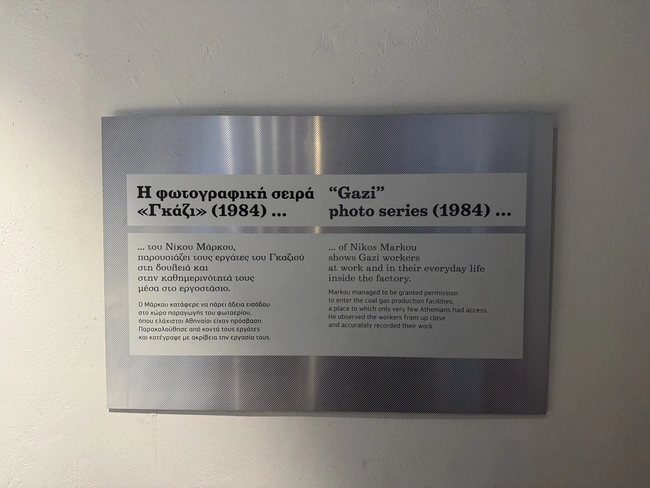 Η φωτογραφική σειρά
«Γκάζι» (1984) ...
... του Νίκου Μάρκου,
παρουσιάζει τους εργάτες του Γκαζιού
στη δουλειά και
στην καθημερινότητά τους
μέσα στο εργοστάσιο.
Ο Μάρκου κατάφερε να πάρει άδεια εισόδου
στο χώρο παραγωγής του φωταερίου,
όπου ελάχιστοι Αθηναίοι είχαν πρόσβαση.
Παρακολούθησε από κοντά τους εργάτες
και κατέγραψε με ακρίβεια την εργασία τους.
“Gazi”
photo series (1984) ...
... of Nikos Markou
shows Gazi workers
at work and in their everyday life
inside the factory.
Markou managed to be granted permission
to enter the coal gas production facilities,
a place to which only very few Athenians had access.
He observed the workers from up close
and accurately recorded their work.